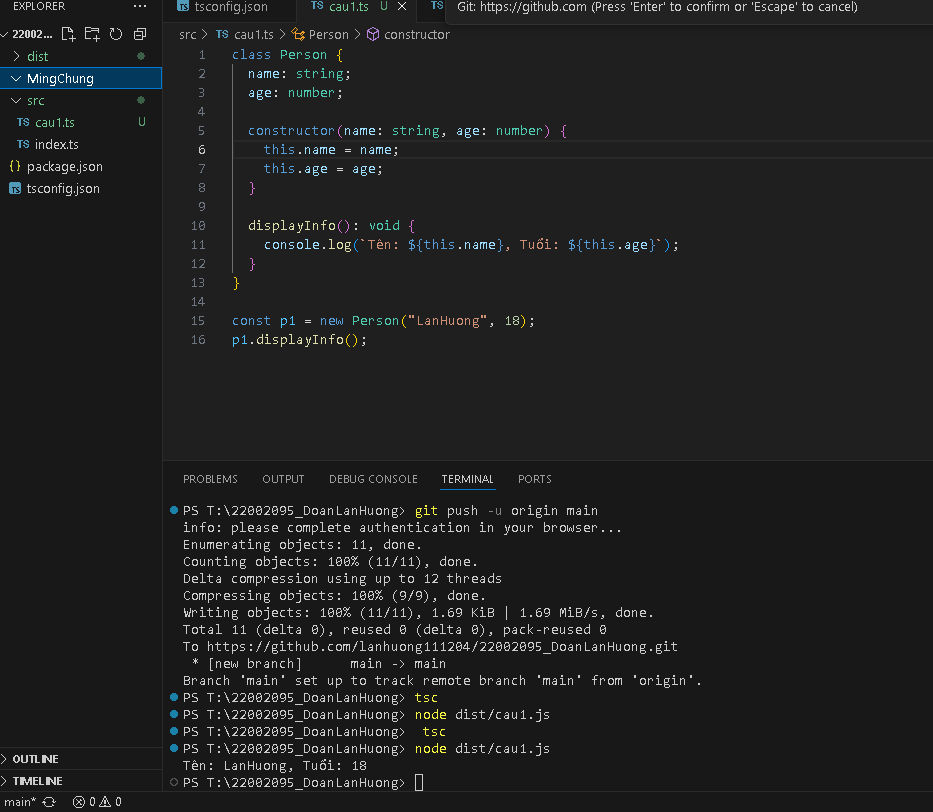 EXPLORER ...
tsconfig.json TS cau1.ts U TS
Git: https://github.com (Press 'Enter' to confirm or 'Escape' to cancel)
22002...
dist
MingChung
src
TS cau1.ts U
TS index.ts
{} package.json
TS tsconfig.json
src > TS cau1.ts > Person > constructor
1 class Person {
2 name: string;
3 age: number;
4
5 constructor(name: string, age: number) {
6 this.name = name;
7 this.age = age;
8 }
9
10 displayInfo(): void {
11 console.log(`Tên: ${this.name}, Tuổi: ${this.age}`);
12 }
13 }
14
15 const p1 = new Person("LanHuong", 18);
16 p1.displayInfo();
PROBLEMS OUTPUT DEBUG CONSOLE TERMINAL PORTS
PS T:\22002095_DoanLanHuong> git push -u origin main
info: please complete authentication in your browser...
Enumerating objects: 11, done.
Counting objects: 100% (11/11), done.
Delta compression using up to 12 threads
Compressing objects: 100% (9/9), done.
Writing objects: 100% (11/11), 1.69 KiB | 1.69 MiB/s, done.
Total 11 (delta 0), reused 0 (delta 0), pack-reused 0
To https://github.com/lanhuong111204/22002095_DoanLanHuong.git
* [new branch] main -> main
Branch 'main' set up to track remote branch 'main' from 'origin'.
PS T:\22002095_DoanLanHuong> tsc
PS T:\22002095_DoanLanHuong> node dist/cau1.js
PS T:\22002095_DoanLanHuong> tsc
PS T:\22002095_DoanLanHuong> node dist/cau1.js
Tên: LanHuong, Tuổi: 18
PS T:\22002095_DoanLanHuong>
OUTLINE
TIMELINE
main* 0 0